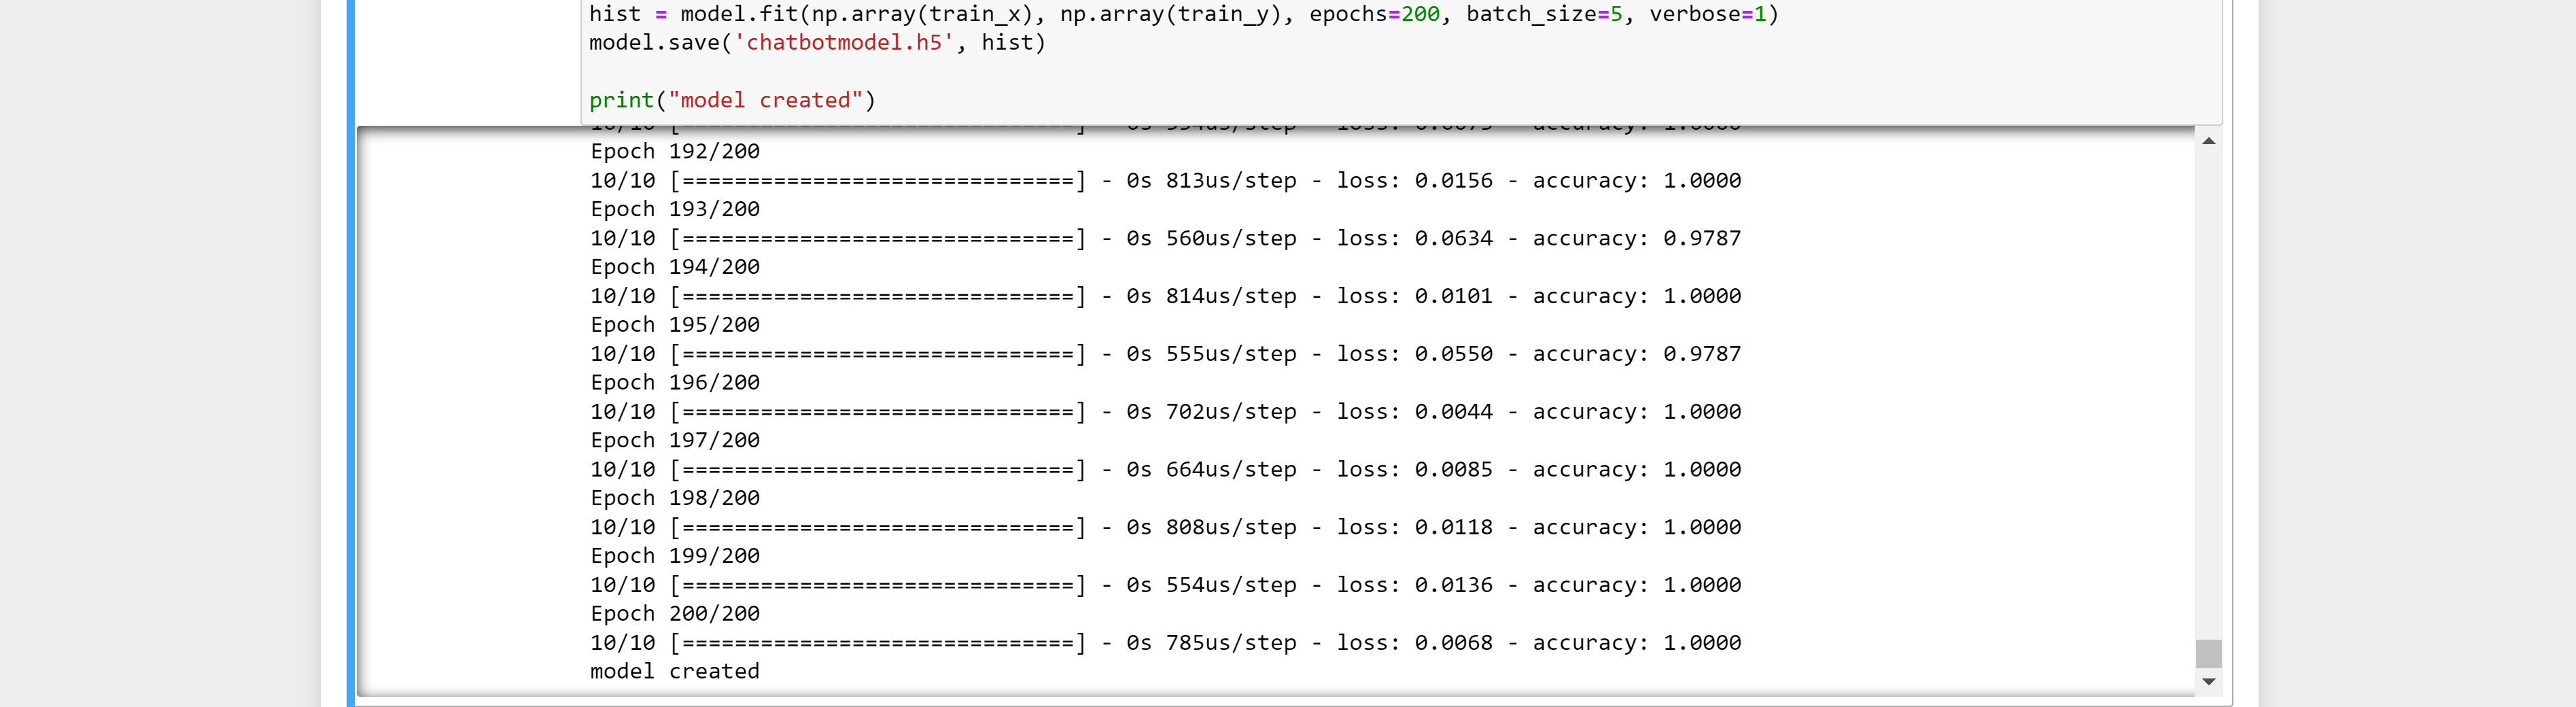 hist = model.fit(np.array(train_x), np.array(train_y), epochs=200, batch_size=5, verbose=1)
model.save('chatbotmodel.h5', hist)
print("model created")
Epoch 192/200
10/10 [==============================] - 0s 813us/step - loss: 0.0156 - accuracy: 1.0000
Epoch 193/200
10/10 [==============================] - 0s 560us/step - loss: 0.0634 - accuracy: 0.9787
Epoch 194/200
10/10 [==============================] - 0s 814us/step - loss: 0.0101 - accuracy: 1.0000
Epoch 195/200
10/10 [==============================] - 0s 555us/step - loss: 0.0550 - accuracy: 0.9787
Epoch 196/200
10/10 [==============================] - 0s 702us/step - loss: 0.0044 - accuracy: 1.0000
Epoch 197/200
10/10 [==============================] - 0s 664us/step - loss: 0.0085 - accuracy: 1.0000
Epoch 198/200
10/10 [==============================] - 0s 808us/step - loss: 0.0118 - accuracy: 1.0000
Epoch 199/200
10/10 [==============================] - 0s 554us/step - loss: 0.0136 - accuracy: 1.0000
Epoch 200/200
10/10 [==============================] - 0s 785us/step - loss: 0.0068 - accuracy: 1.0000
model created